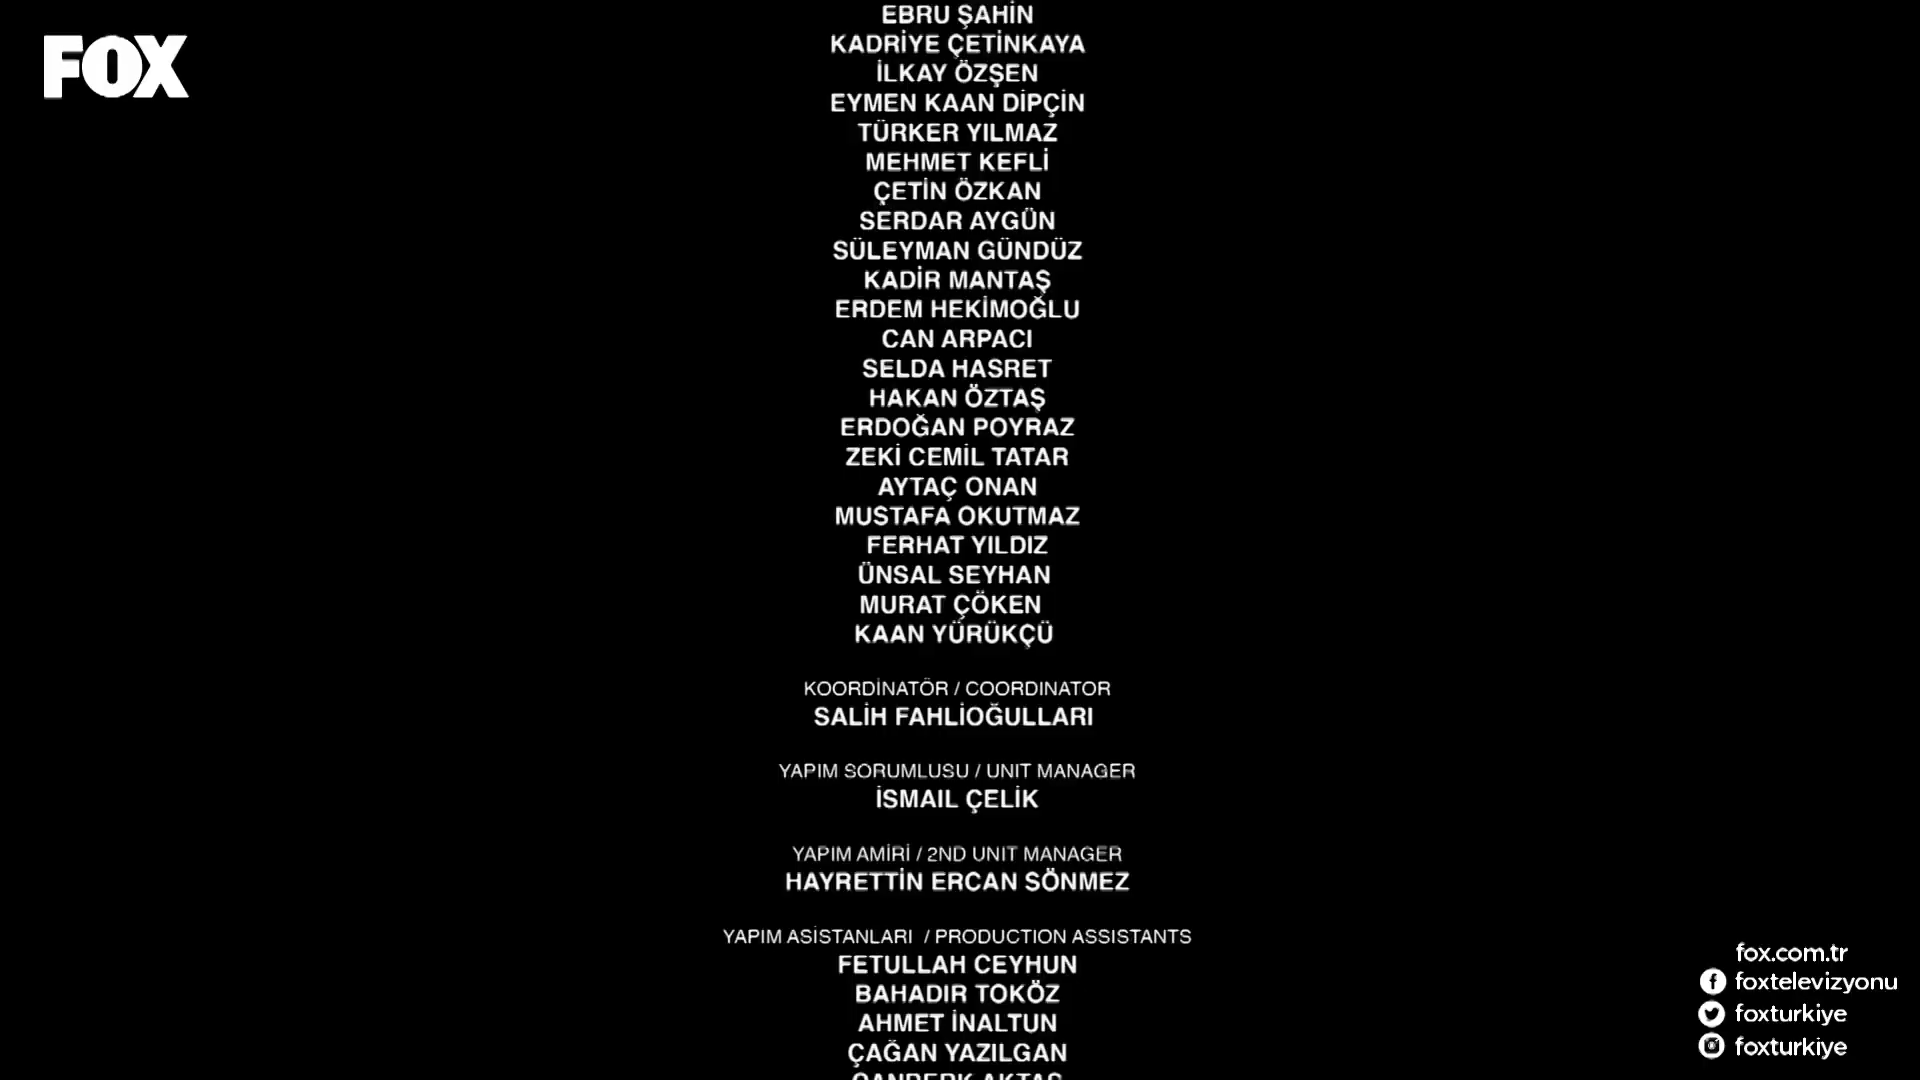 FOX
EBRU ŞAHİN
KADRİYE ÇETİNKAYA
İLKAY ÖZŞEN
EYMEN KAAN DİPÇİN
TÜRKER YILMAZ
MEHMET KEFLİ
ÇETİN ÖZKAN
SERDAR AYGÜN
SÜLEYMAN GÜNDÜZ
KADİR MANTAŞ
ERDEM HEKİMOĞLU
CAN ARPACI
SELDA HASRET
HAKAN ÖZTAŞ
ERDOĞAN POYRAZ
ZEKİ CEMİL TATAR
AYTAÇ ONAN
MUSTAFA OKUTMAZ
FERHAT YILDIZ
ÜNSAL SEYHAN
MURAT ÇÖKEN
KAAN YÜRÜKÇÜ
KOORDİNATÖR / COORDINATOR
SALİH FAHLİOĞULLARI
YAPIM SORUMLUSU / UNIT MANAGER
İSMAIL ÇELİK
YAPIM AMİRİ / 2ND UNIT MANAGER
HAYRETTİN ERCAN SÖNMEZ
YAPIM ASİSTANLARI / PRODUCTION ASSISTANTS
FETULLAH CEYHUN
BAHADIR TOKÖZ
AHMET İNALTUN
ÇAĞAN YAZILGAN
fox.com.tr
foxtelevizyonu
foxturkiye
foxturkiye